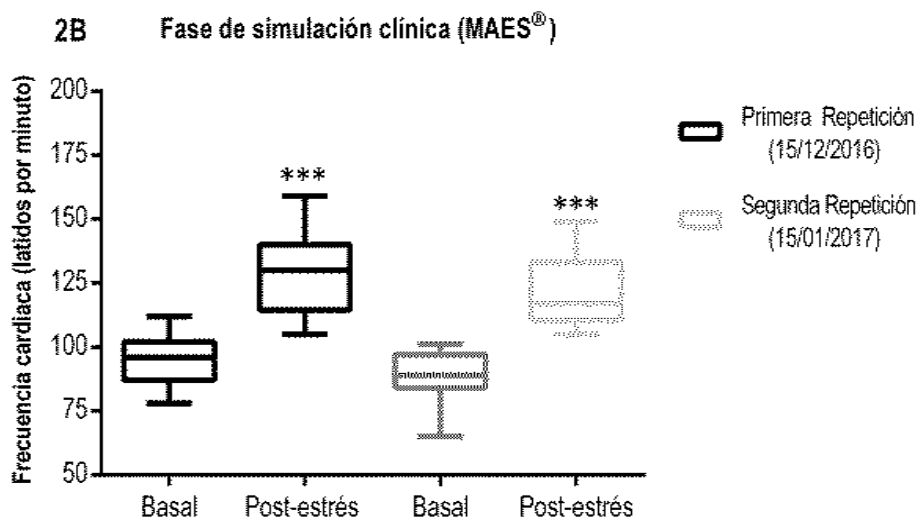 2B Fase de simulación clínica (MAES®)
Frecuencia cardiaca (latidos por minuto)
200
175
150
125
100
75
50
***
***
Basal Post-estrés Basal Post-estrés
Primera Repetición
(15/12/2016)
Segunda Repetición
(15/01/2017)